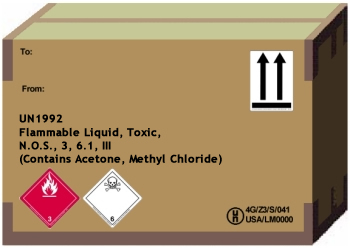 To:
From:
UN1992
Flammable Liquid, Toxic,
N.O.S., 3, 6.1, III
(Contains Acetone, Methyl Chloride)
3
6
4G/Z3/S/041
USA/LM0000